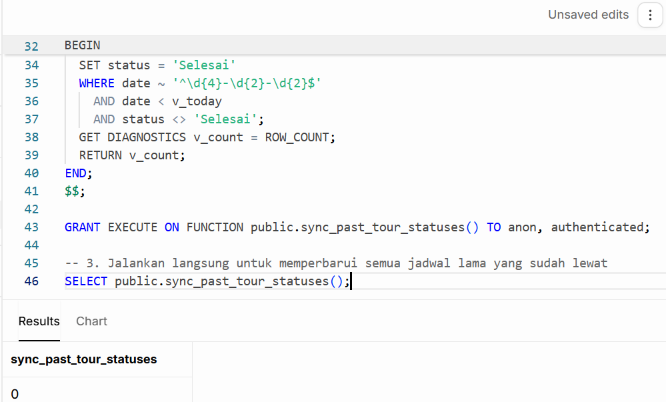 Unsaved edits
32 BEGIN
34 SET status = 'Selesai'
35 WHERE date ~ '^\d{4}-\d{2}-\d{2}$'
36 AND date < v_today
37 AND status <> 'Selesai';
38 GET DIAGNOSTICS v_count = ROW_COUNT;
39 RETURN v_count;
40 END;
41 $$;
42
43 GRANT EXECUTE ON FUNCTION public.sync_past_tour_statuses() TO anon, authenticated;
44
45 -- 3. Jalankan langsung untuk memperbarui semua jadwal lama yang sudah lewat
46 SELECT public.sync_past_tour_statuses();
Results Chart
sync_past_tour_statuses
0